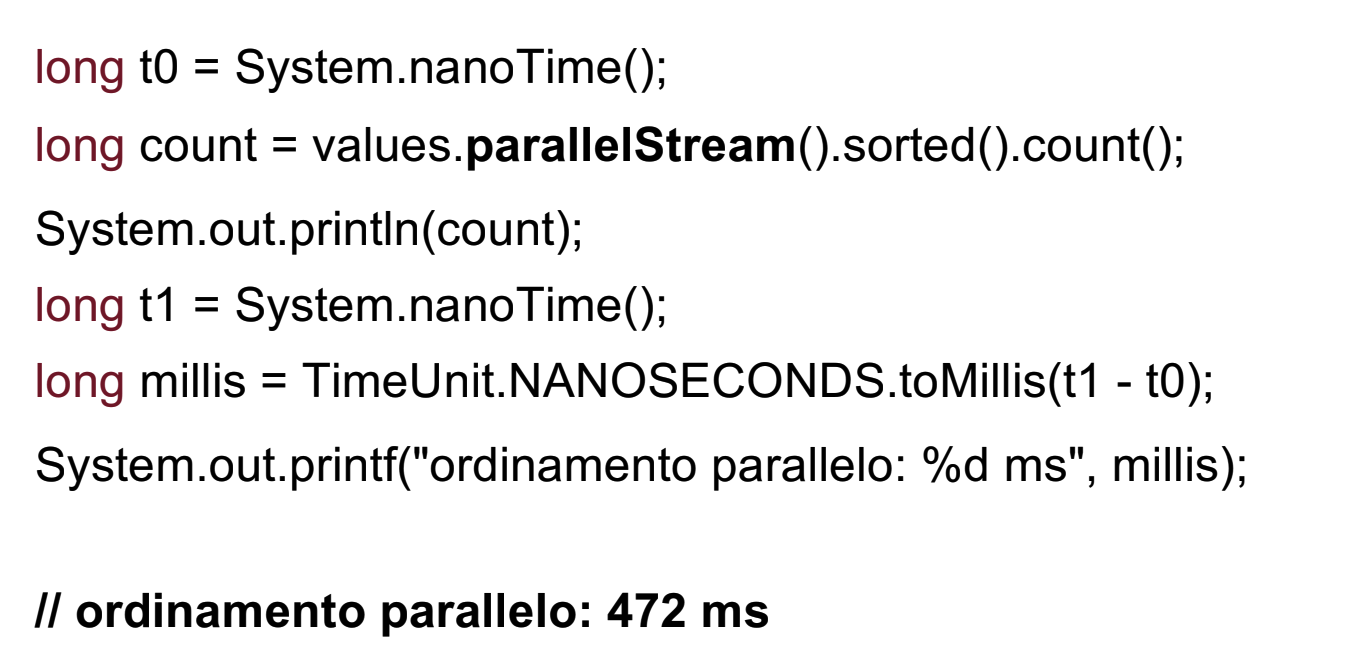 long t0 = System.nanoTime();
long count = values.parallelStream().sorted().count();
System.out.println(count);
long t1 = System.nanoTime();
long millis = TimeUnit.NANOSECONDS.toMillis(t1 - t0);
System.out.printf("ordinamento parallelo: %d ms", millis);
// ordinamento parallelo: 472 ms